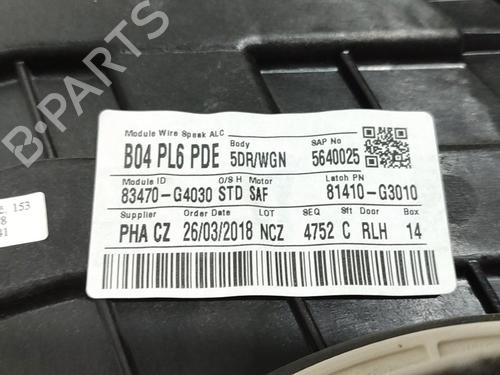 B-PARTS
Module Wire Speak ALC Body SAP No
B04 PL6 PDE 5DR/WGN 5640025
Module ID O/S H Motor Latch PN
83470-G4030 STD SAF 81410-G3010
Supplier Order Date LOT SEQ Sft Door Box
PHA CZ 26/03/2018 NCZ 4752 C RLH 14
153